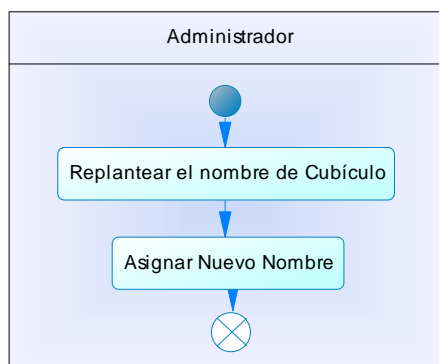 Administrador
Replantear el nombre de Cubículo
Asignar Nuevo Nombre